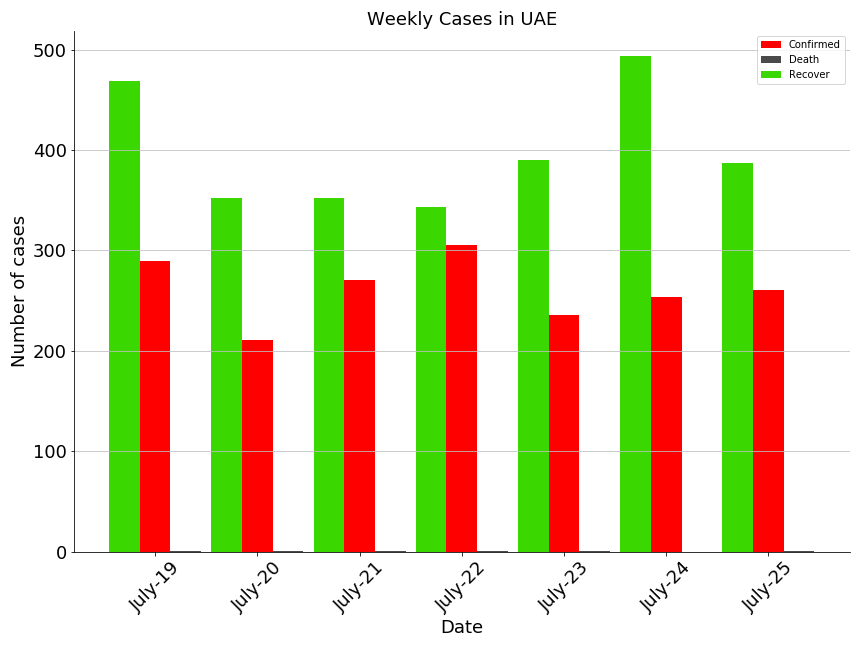 Weekly Cases in UAE
Confirmed
Death
Recover
Number of cases
500
400
300
200
100
0
July-19
July-20
July-21
July-22
July-23
July-24
July-25
Date